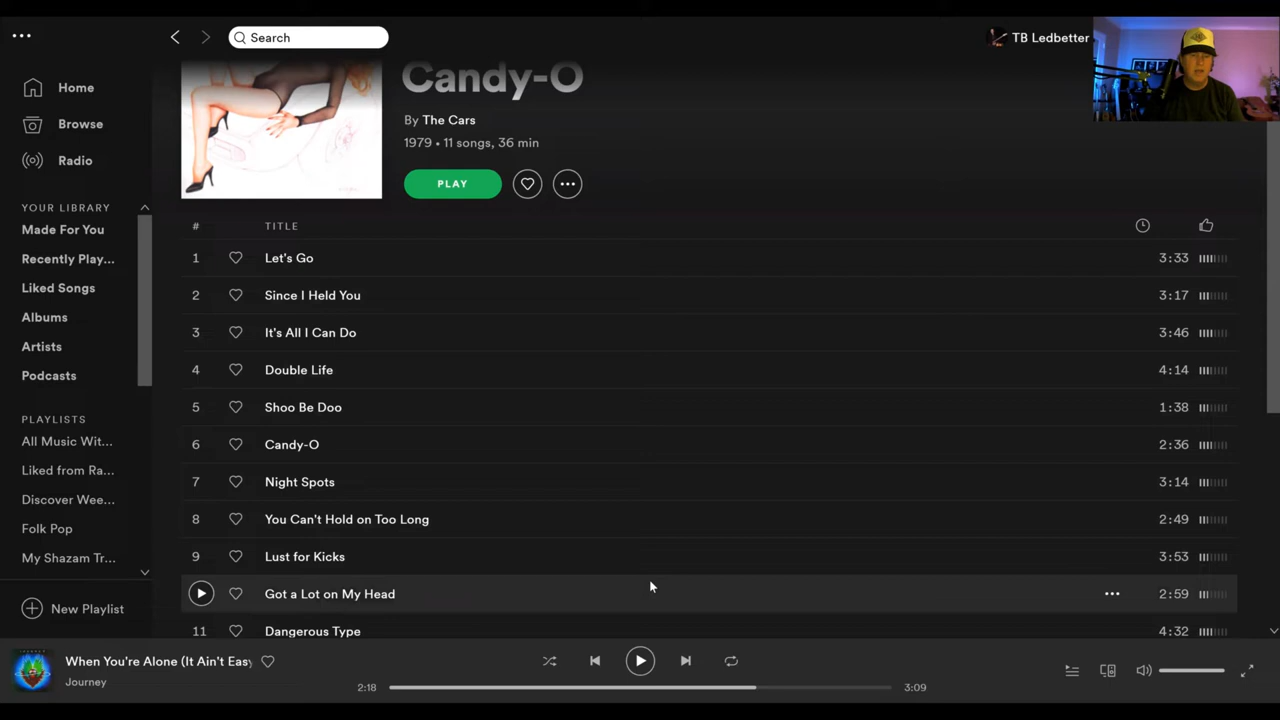 Search
TB Ledbetter
Home
Browse
Radio
YOUR LIBRARY
Made For You
Recently Play...
Liked Songs
Albums
Artists
Podcasts
PLAYLISTS
All Music Wit...
Liked from Ra...
Discover Wee...
Folk Pop
My Shazam Tr...
New Playlist
Candy-O
By The Cars
1979 • 11 songs, 36 min
PLAY
# TITLE
1 Let's Go 3:33
2 Since I Held You 3:17
3 It's All I Can Do 3:46
4 Double Life 4:14
5 Shoo Be Doo 1:38
6 Candy-O 2:36
7 Night Spots 3:14
8 You Can't Hold on Too Long 2:49
9 Lust for Kicks 3:53
Got a Lot on My Head 2:59
11 Dangerous Type 4:32
When You're Alone (It Ain't Easy
Journey
2:18
3:09